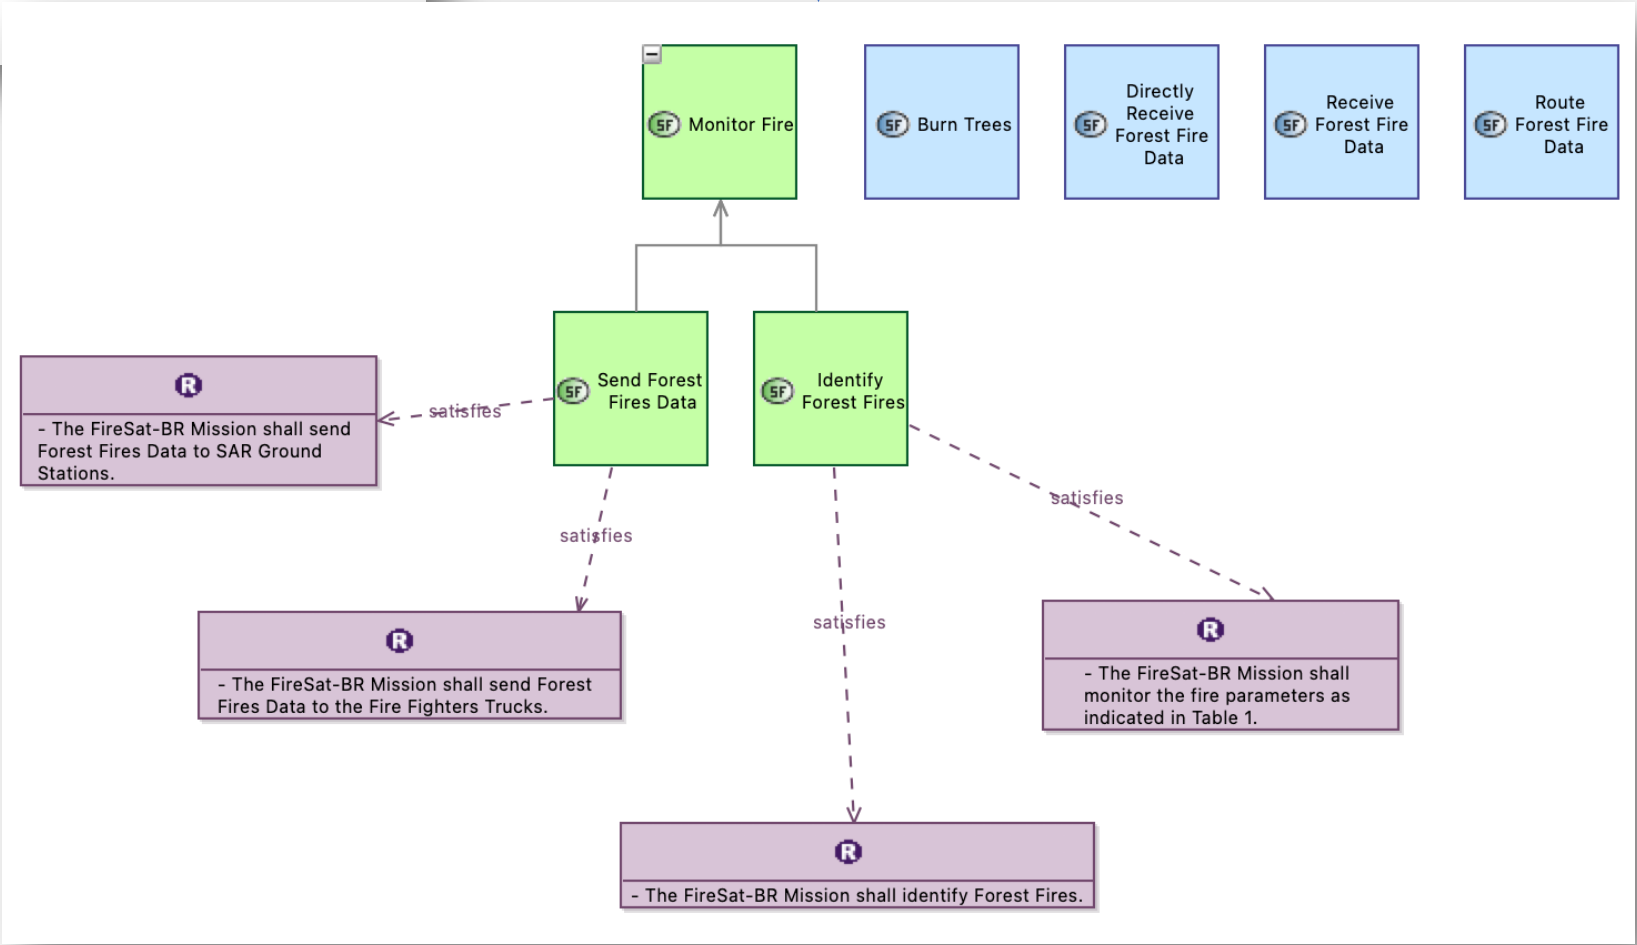 SF Monitor Fire
SF Burn Trees
SF
Directly
Receive
Forest Fire
Data
SF
Receive
Forest Fire
Data
SF
Route
Forest Fire
Data
SF
Send Forest
Fires Data
SF
Identify
Forest Fires
R
- The FireSat-BR Mission shall send
Forest Fires Data to SAR Ground
Stations.
satisfies
satisfies
satisfies
satisfies
R
- The FireSat-BR Mission shall send Forest
Fires Data to the Fire Fighters Trucks.
R
- The FireSat-BR Mission shall
monitor the fire parameters as
indicated in Table 1.
R
- The FireSat-BR Mission shall identify Forest Fires.